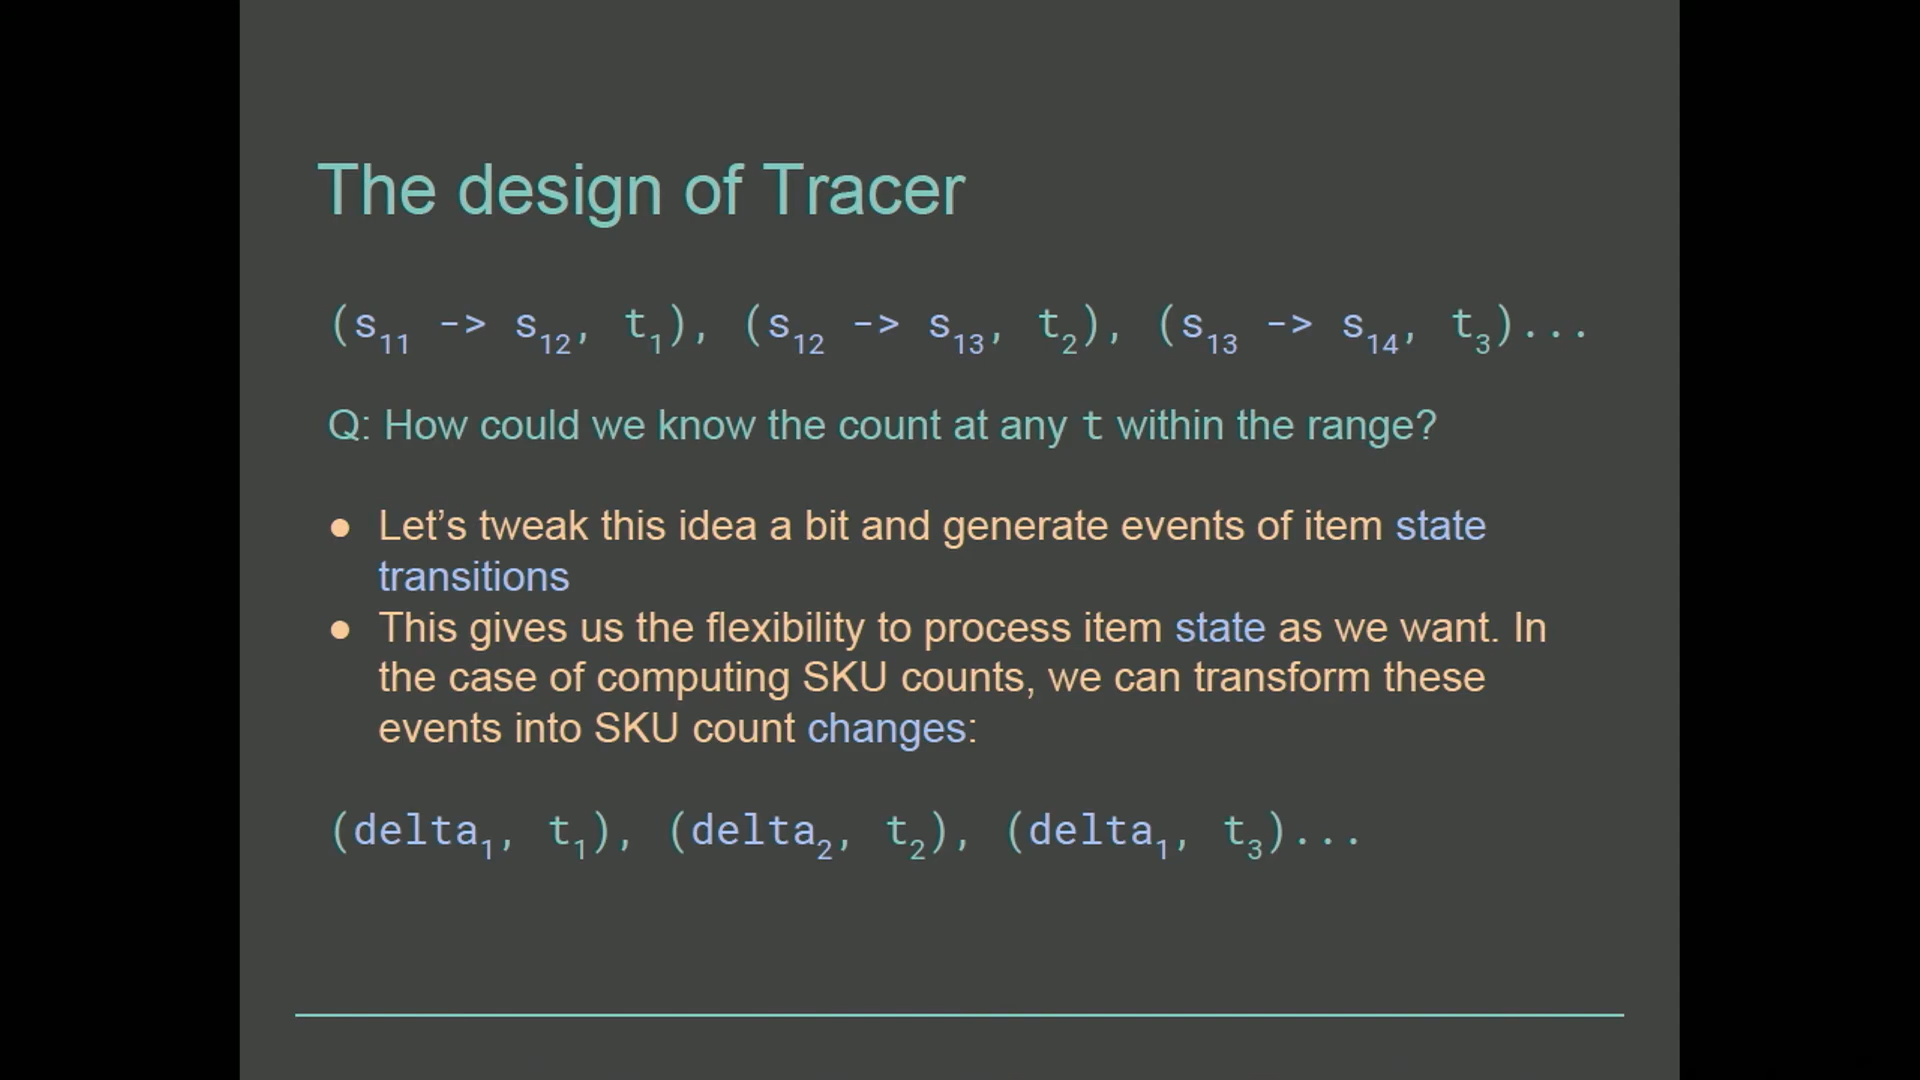 The design of Tracer
(s11 -> s12, t1), (s12 -> s13, t2), (s13 -> s14, t3)...
Q: How could we know the count at any t within the range?
● Let’s tweak this idea a bit and generate events of item state
transitions
● This gives us the flexibility to process item state as we want. In
the case of computing SKU counts, we can transform these
events into SKU count changes:
(delta1, t1), (delta2, t2), (delta1, t3)...